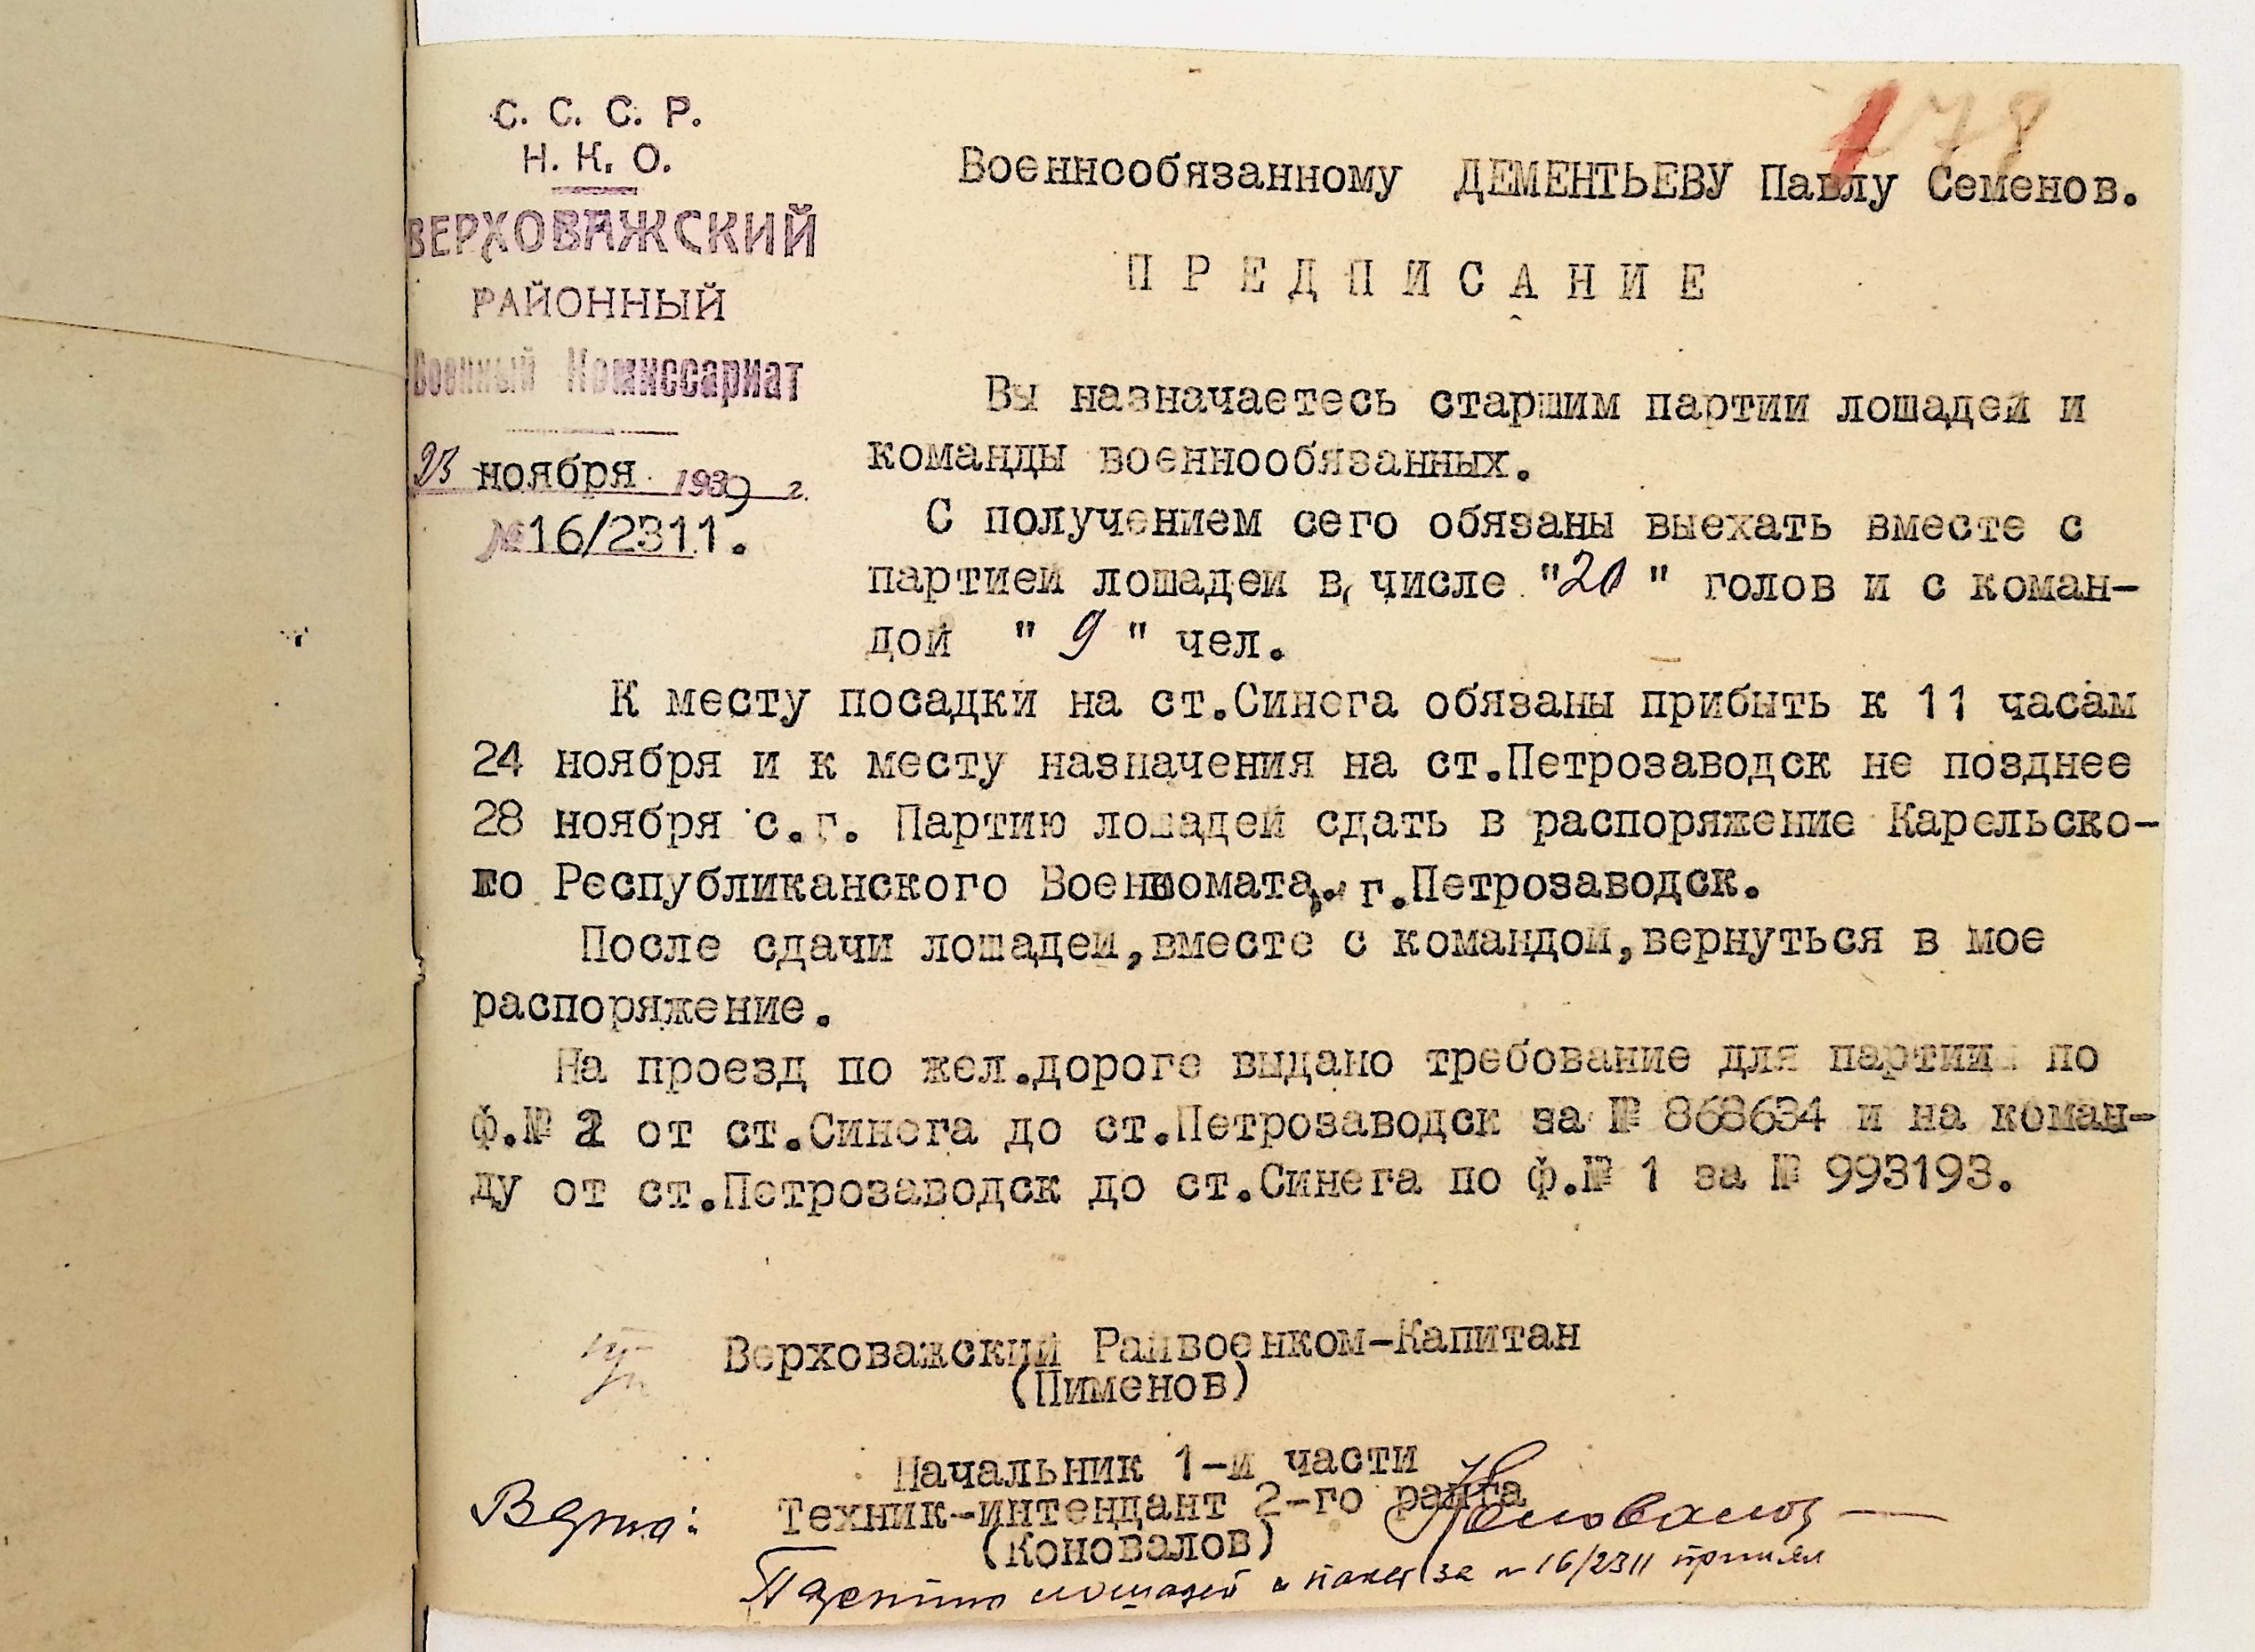 178
С. С. С. Р.
Н. К. О.
ВЕРХОВАЖСКИЙ
РАЙОННЫЙ
Военный Комиссариат
23 ноября 1939 г.
№16/2311.
Военнообязанному ДЕМЕНТЬЕВУ Павлу Семенов.
ПРЕДПИСАНИЕ
Вы назначаетесь старшим партии лошадей и
команды военнообязанных.
С получением сего обязаны выехать вместе с
партией лошадей в числе "20" голов и с коман-
дой "9" чел.
К месту посадки на ст.Синега обязаны прибыть к 11 часам
24 ноября и к месту назначения на ст.Петрозаводск не позднее
28 ноября с.г. Партию лошадей сдать в распоряжение Карельско-
го Республиканского Военкомата, г.Петрозаводск.
После сдачи лошадей,вместе с командой,вернуться в мое
распоряжение.
На проезд по жел.дороге выдано требование для партии по
ф.№ 2 от ст.Синега до ст.Петрозаводск за № 868634 и на коман-
ду от ст.Петрозаводск до ст.Синега по ф.№ 1 за № 993193.
Верховажский Райвоенком-Капитан
(Пименов)
Начальник 1-й части
Техник-интендант 2-го ранга
(Коновалов)
Верно: Коновалов
Партию лошадей и пакет за № 16/2311 принял